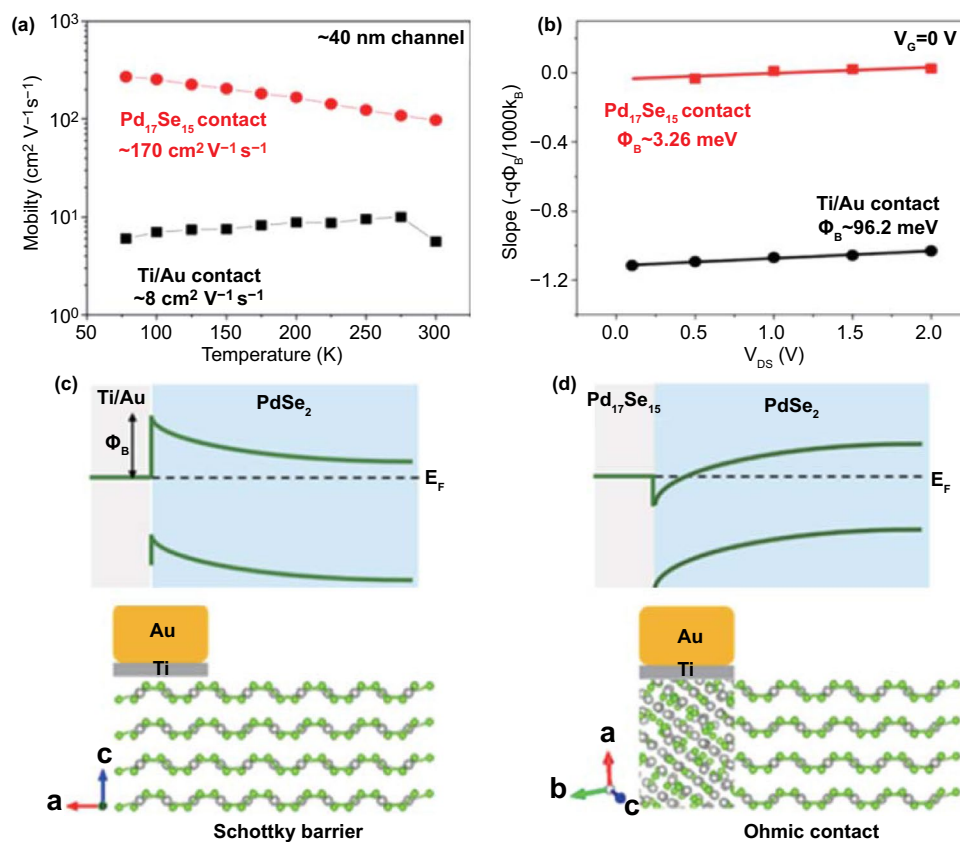 (a)
10³
~40 nm channel
Mobilty (cm² V⁻¹s⁻¹)
Pd₁₇Se₁₅ contact
~170 cm² V⁻¹ s⁻¹
10²
10¹
Ti/Au contact
~8 cm² V⁻¹ s⁻¹
10⁰
50 100 150 200 250 300
Temperature (K)
(b)
V_G=0 V
0.0
Slope (-qΦ_B/1000k_B)
Pd₁₇Se₁₅ contact
Φ_B~3.26 meV
−0.4
−0.8
Ti/Au contact
Φ_B~96.2 meV
−1.2
0.0 0.5 1.0 1.5 2.0
V_DS (V)
(c)
Ti/Au
PdSe₂
Φ_B
E_F
Au
Ti
c
a
Schottky barrier
(d)
Pd₁₇Se₁₅
PdSe₂
E_F
Au
Ti
a
b
c
Ohmic contact